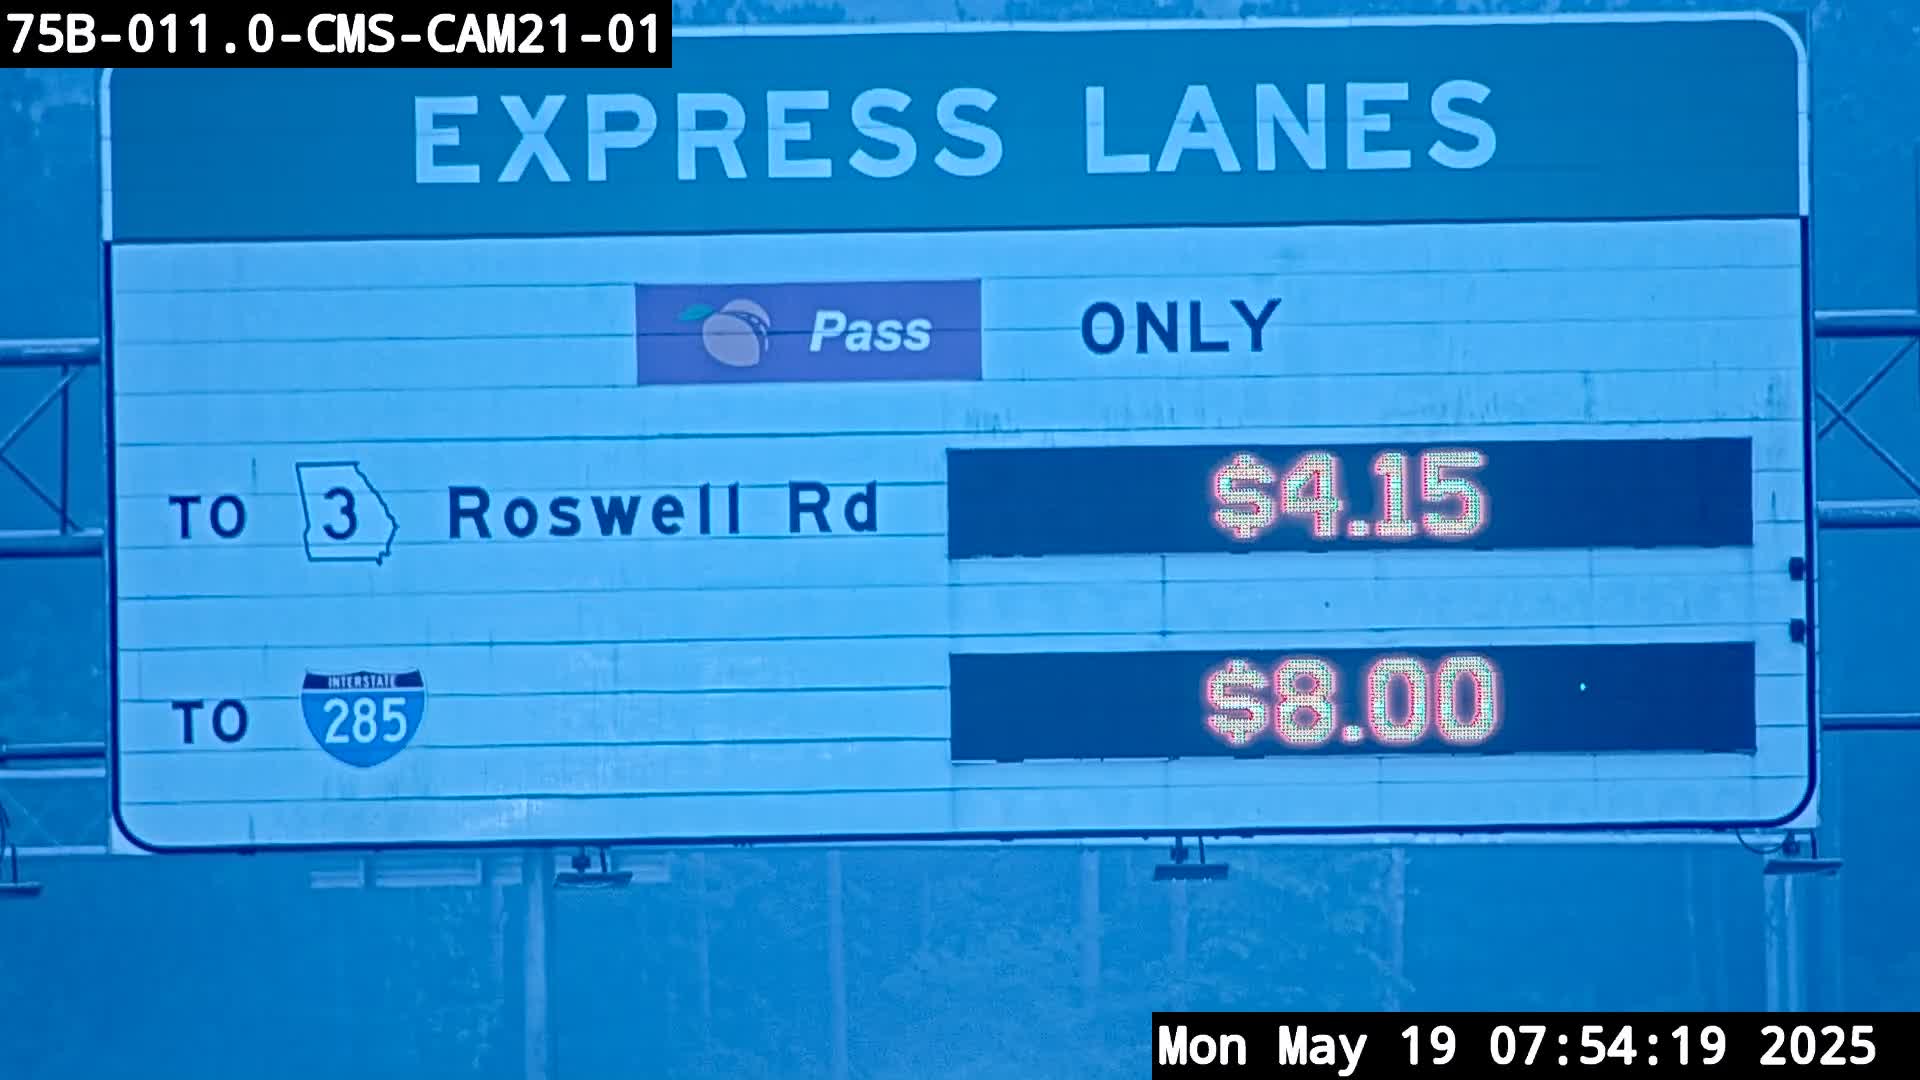 75B-011.0-CMS-CAM21-01
EXPRESS LANES
Pass ONLY
TO 3 Roswell Rd $4.15
TO INTERSTATE 285 $8.00
Mon May 19 07:54:19 2025